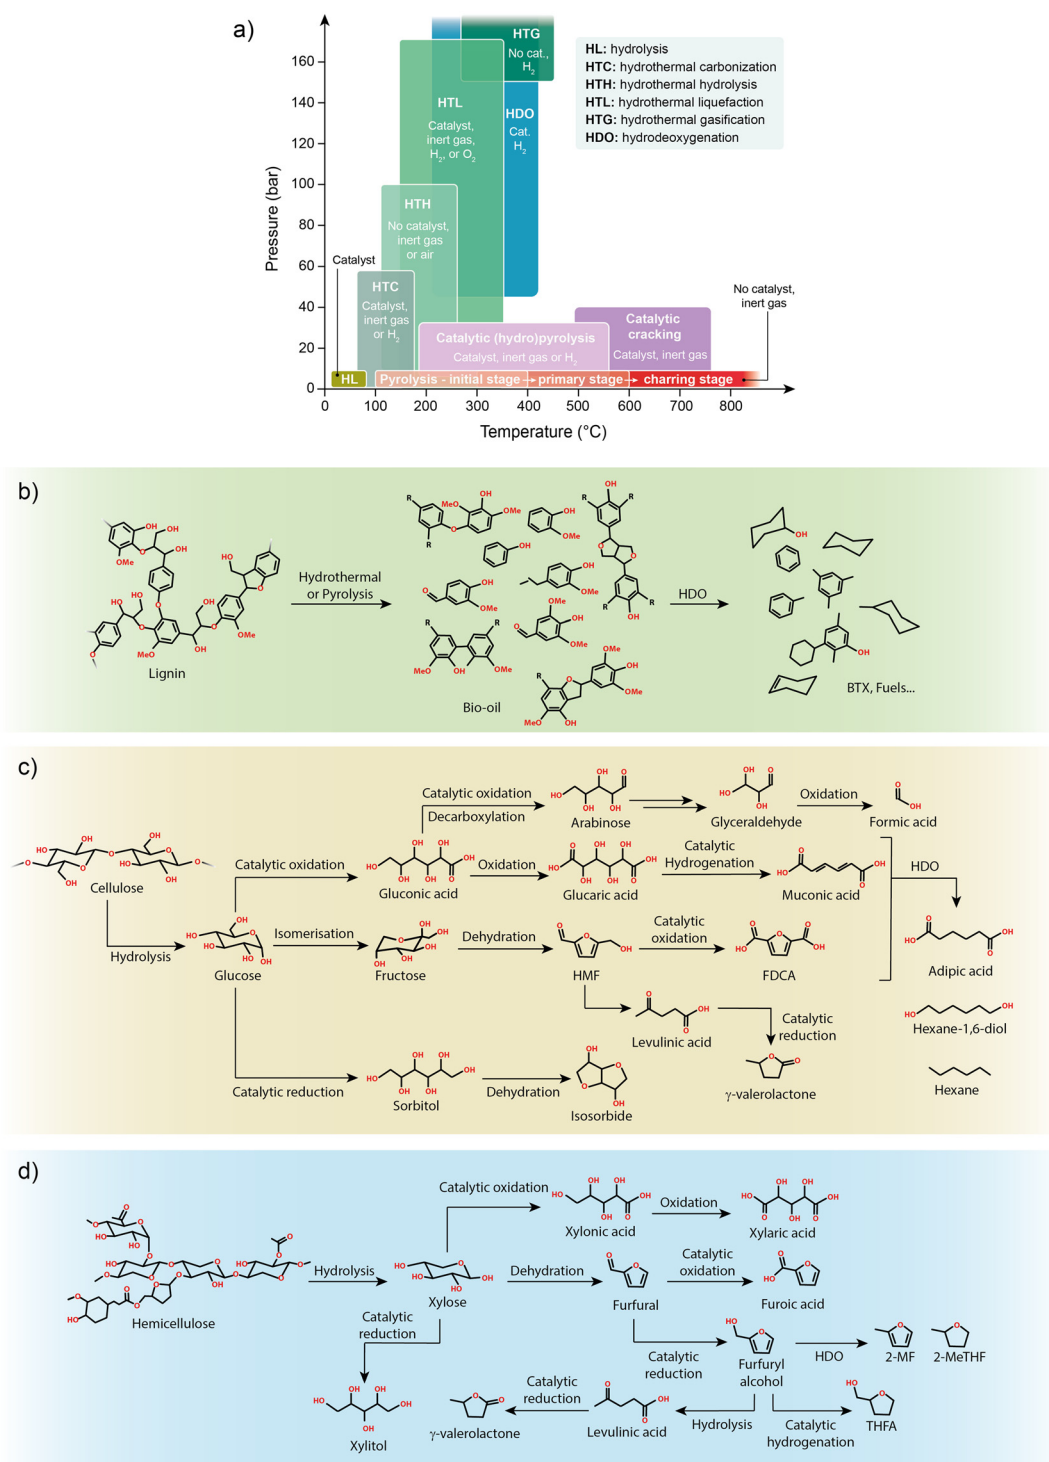 a)
HL: hydrolysis
HTC: hydrothermal carbonization
HTH: hydrothermal hydrolysis
HTL: hydrothermal liquefaction
HTG: hydrothermal gasification
HDO: hydrodeoxygenation
Pressure (bar)
160
140
120
100
80
60
40
20
0
HTG
No cat.,
H2
HTL
Catalyst,
inert gas,
H2, or O2
HDO
Cat.
H2
HTH
No catalyst,
inert gas
or air
Catalyst
HTC
Catalyst,
inert gas
or H2
No catalyst,
inert gas
Catalytic (hydro)pyrolysis
Catalyst, inert gas or H2
Catalytic
cracking
Catalyst, inert gas
HL
Pyrolysis - initial stage → primary stage → charring stage
0 100 200 300 400 500 600 700 800
Temperature (°C)
b)
Lignin
Hydrothermal
or Pyrolysis
Bio-oil
HDO
BTX, Fuels...
c)
Cellulose
Hydrolysis
Glucose
Catalytic oxidation
Gluconic acid
Catalytic oxidation
Decarboxylation
Arabinose
Glyceraldehyde
Oxidation
Formic acid
Oxidation
Glucaric acid
Catalytic
Hydrogenation
Muconic acid
HDO
Isomerisation
Fructose
Dehydration
HMF
Catalytic
oxidation
FDCA
Adipic acid
Levulinic acid
Catalytic
reduction
γ-valerolactone
Hexane-1,6-diol
Hexane
Catalytic reduction
Sorbitol
Dehydration
Isosorbide
d)
Hemicellulose
Hydrolysis
Xylose
Catalytic oxidation
Xylonic acid
Oxidation
Xylaric acid
Dehydration
Furfural
Catalytic
oxidation
Furoic acid
Catalytic
reduction
Xylitol
Catalytic
reduction
Furfuryl
alcohol
HDO
2-MF
2-MeTHF
Catalytic
hydrogenation
THFA
Hydrolysis
Levulinic acid
Catalytic
reduction
γ-valerolactone